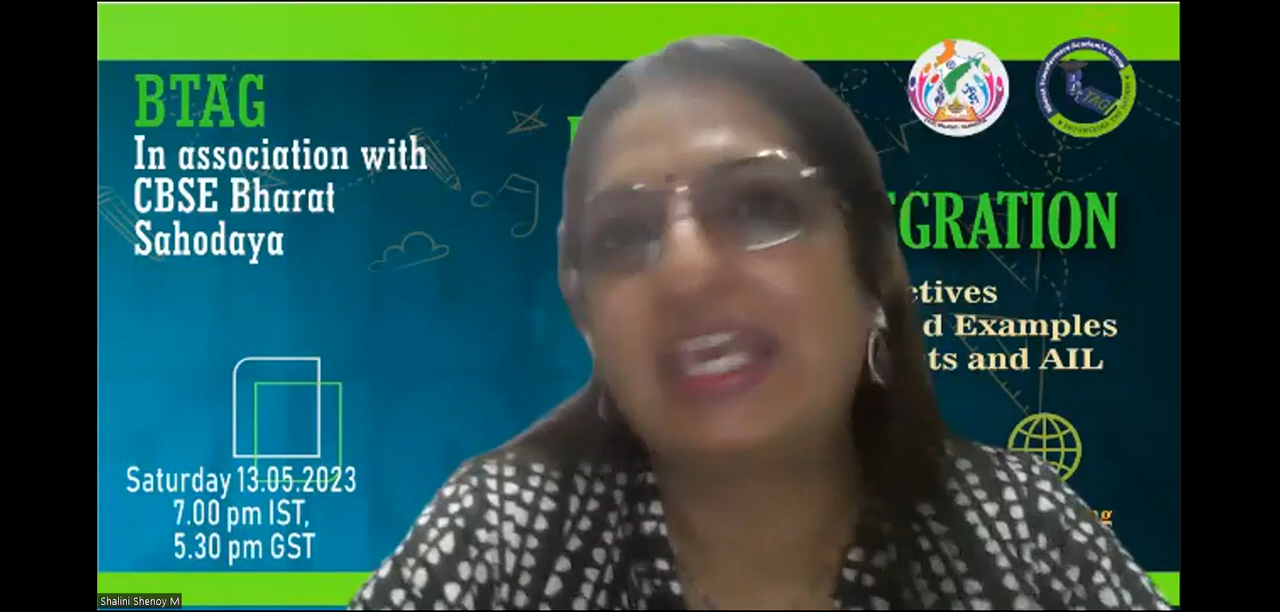 BTAG
In association with
CBSE Bharat
Sahodaya
EGRATION
ctives
d Examples
ts and AIL
Saturday 13.05.2023
7.00 pm IST,
5.30 pm GST
Shalini Shenoy M